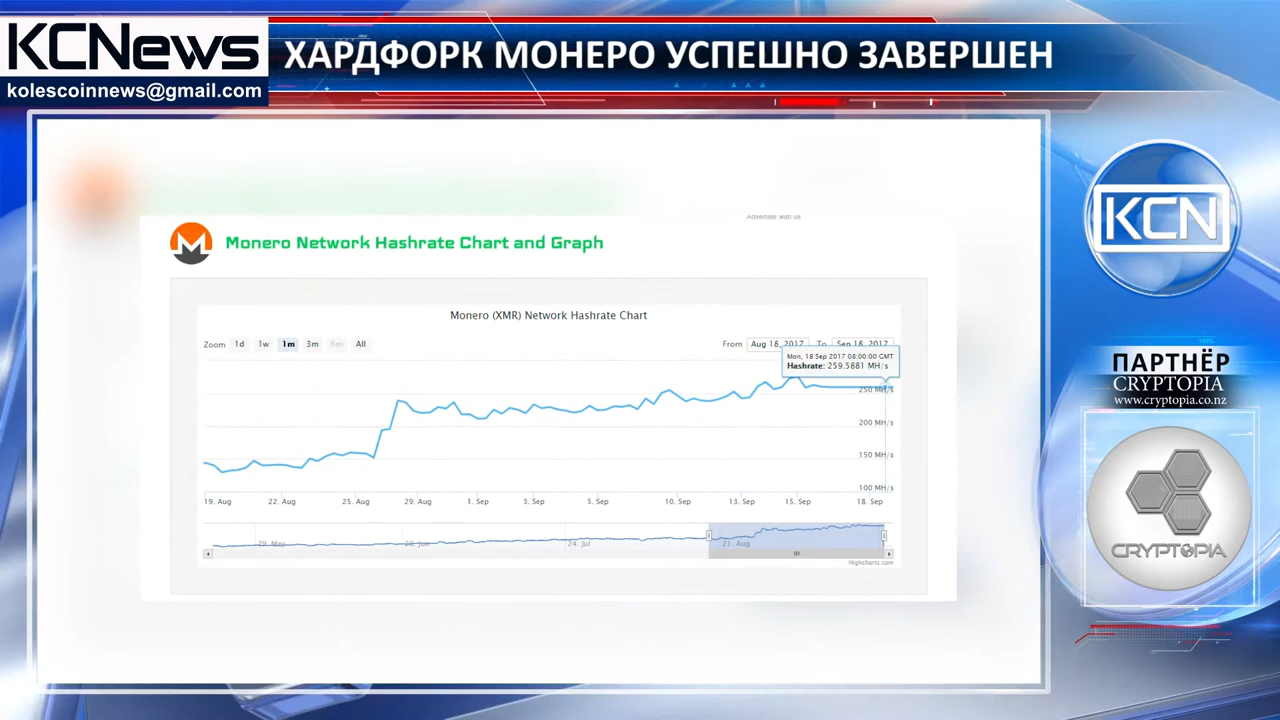 KCNews
kolescoinnews@gmail.com
ХАРДФОРК МОНЕРО УСПЕШНО ЗАВЕРШЕН
Advertise with us
Monero Network Hashrate Chart and Graph
Monero (XMR) Network Hashrate Chart
Zoom 1d 1w 1m 3m 6m All
From Aug 18, 2017 To Sep 18, 2017
Mon, 18 Sep 2017 08:00:00 GMT
Hashrate: 259.5881 MH/s
250 MH/s
200 MH/s
150 MH/s
100 MH/s
19. Aug 22. Aug 25. Aug 29. Aug 1. Sep 3. Sep 5. Sep 10. Sep 13. Sep 15. Sep 18. Sep
29. May 25. Jun 24. Jul 21. Aug
Highcharts.com
KCN
ПАРТНЁР
CRYPTOPIA
www.cryptopia.co.nz
CRYPTOPIA